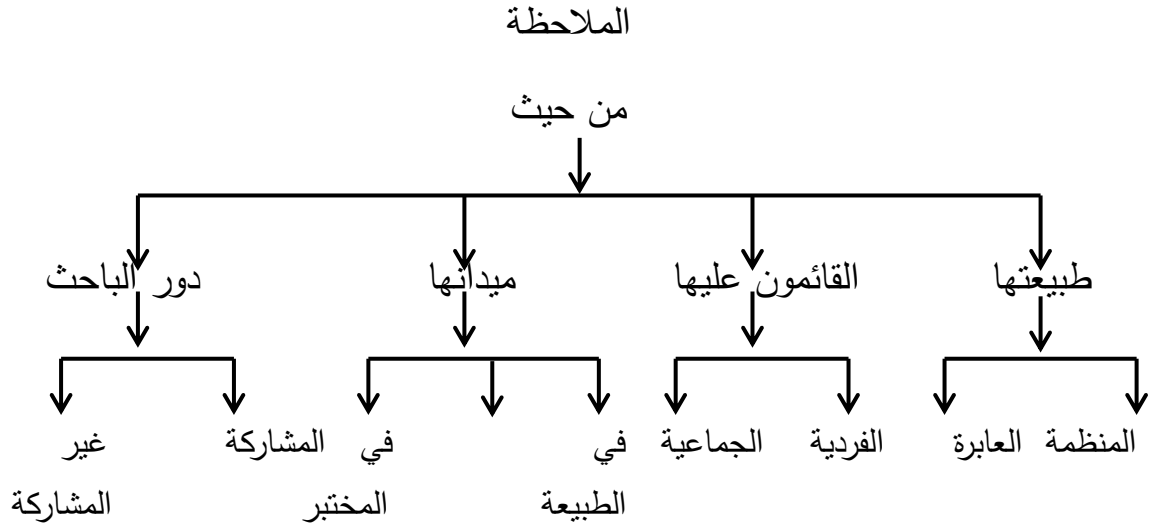 الملاحظة
من حيث
طبيعتها
القائمون عليها
ميدانها
دور الباحث
المنظمة
العابرة
الفردية
الجماعية
في
الطبيعة
في
المختبر
المشاركة
غير
المشاركة